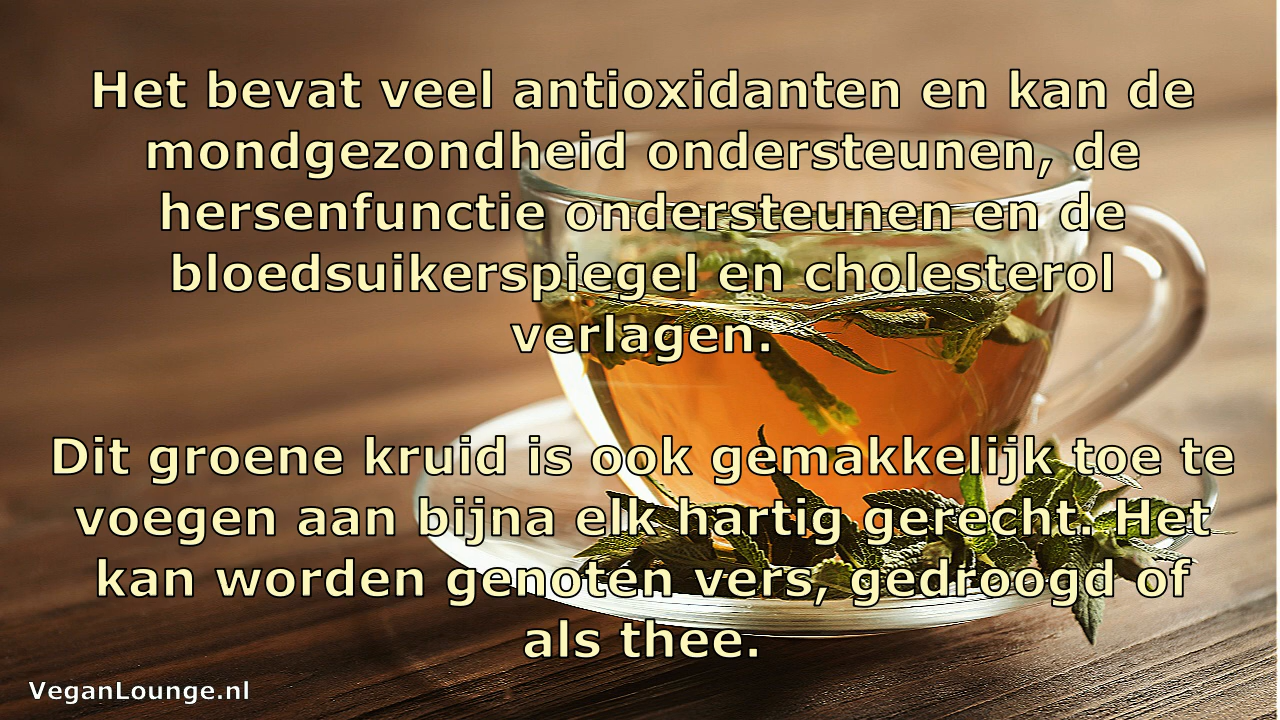 Het bevat veel antioxidanten en kan de
mondgezondheid ondersteunen, de
hersenfunctie ondersteunen en de
bloedsuikerspiegel en cholesterol
verlagen.
Dit groene kruid is ook gemakkelijk toe te
voegen aan bijna elk hartig gerecht. Het
kan worden genoten vers, gedroogd of
als thee.
VeganLounge.nl